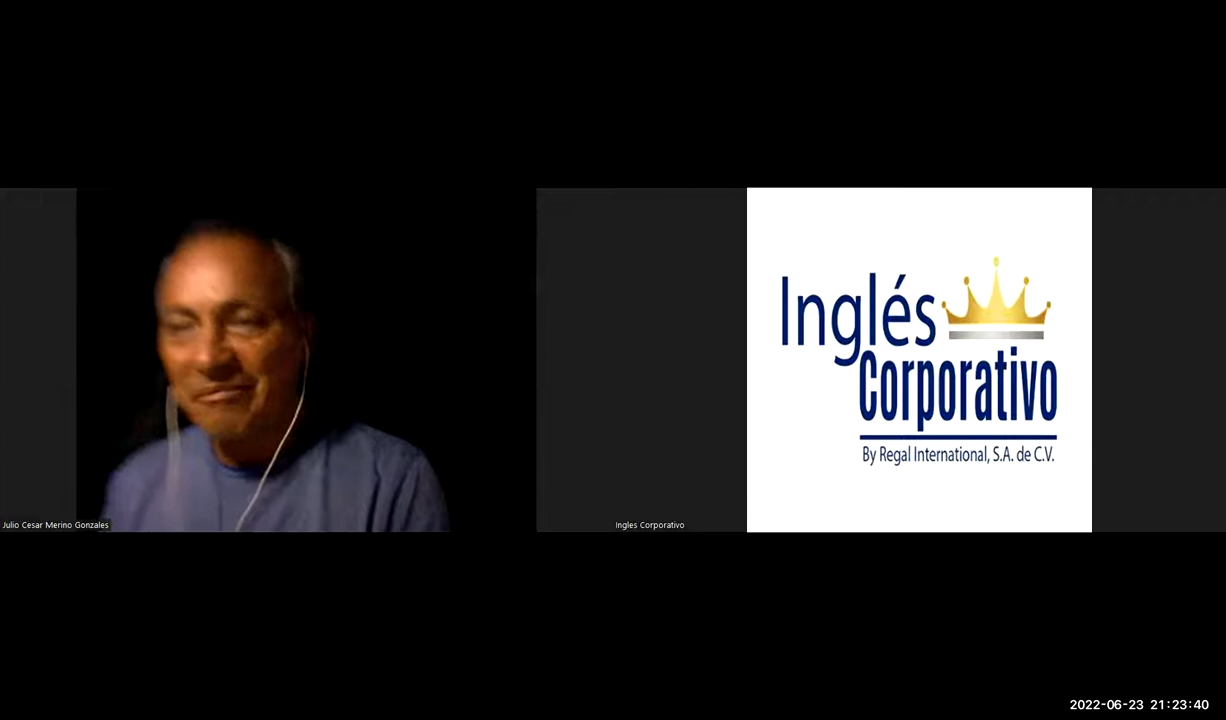 Inglés
Corporativo
By Regal International, S.A. de C.V.
Julio Cesar Merino Gonzales
Ingles Corporativo
2022-06-23 21:23:40